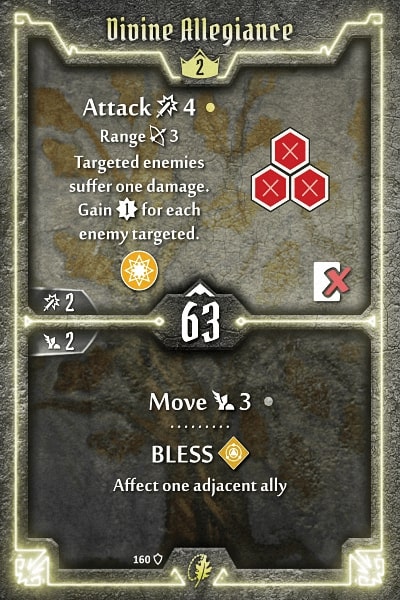 Divine Allegiance
2
Attack 4
Range 3
Targeted enemies
suffer one damage.
Gain 1 for each
enemy targeted.
2
63
2
Move 3
BLESS
Affect one adjacent ally
160